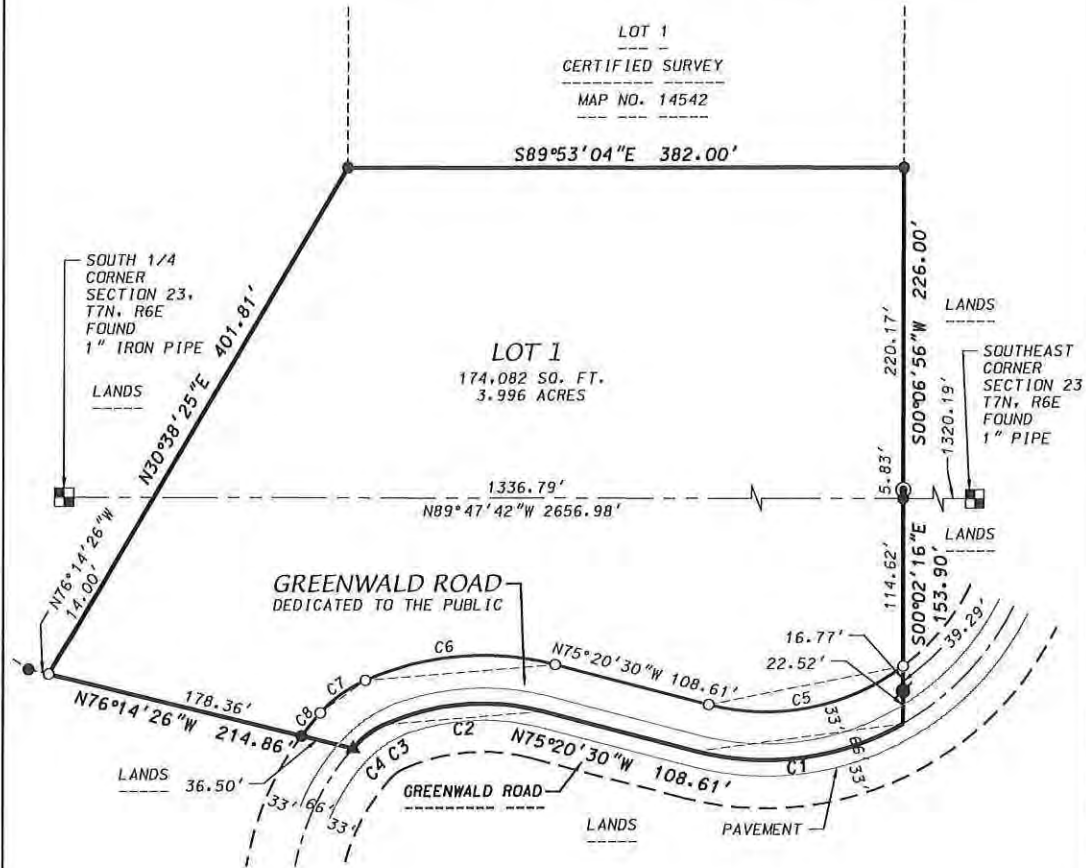 LOT 1
CERTIFIED SURVEY
MAP NO. 14542
S89°53'04"E 382.00'
SOUTH 1/4
CORNER
SECTION 23,
T7N, R6E
FOUND
1" IRON PIPE
LANDS
N30°38'25"E 401.81'
LOT 1
174,082 SQ. FT.
3.996 ACRES
220.17'
S00°06'56"W 226.00'
LANDS
SOUTHEAST
CORNER
SECTION 23
T7N, R6E
FOUND
1" PIPE
5.83'
1320.19'
1336.79'
N89°47'42"W 2656.98'
LANDS
N76°14'26"W
14.00'
GREENWALD ROAD
DEDICATED TO THE PUBLIC
114.62'
S00°02'16"E
153.90'
16.77'
22.52'
39.29'
C6
N75°20'30"W 108.61'
C7
C5
C8
178.36'
N76°14'26"W 214.86'
C2
C4 C3
N75°20'30"W 108.61'
C1
33'
66'
33'
LANDS
36.50'
33'
66'
33'
GREENWALD ROAD
LANDS
PAVEMENT